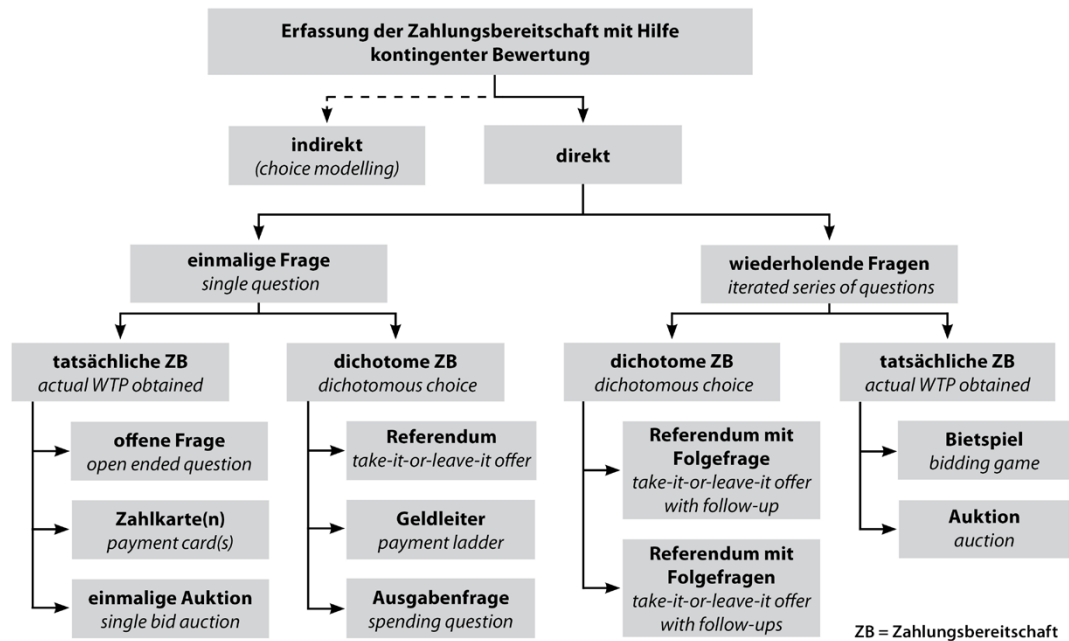 Erfassung der Zahlungsbereitschaft mit Hilfe
kontingenter Bewertung
indirekt
(choice modelling)
direkt
einmalige Frage
single question
wiederholende Fragen
iterated series of questions
tatsächliche ZB
actual WTP obtained
dichotome ZB
dichotomous choice
dichotome ZB
dichotomous choice
tatsächliche ZB
actual WTP obtained
offene Frage
open ended question
Zahlkarte(n)
payment card(s)
einmalige Auktion
single bid auction
Referendum
take-it-or-leave-it offer
Geldleiter
payment ladder
Ausgabenfrage
spending question
Referendum mit
Folgefrage
take-it-or-leave-it offer
with follow-up
Referendum mit
Folgefragen
take-it-or-leave-it offer
with follow-ups
Bietspiel
bidding game
Auktion
auction
ZB = Zahlungsbereitschaft